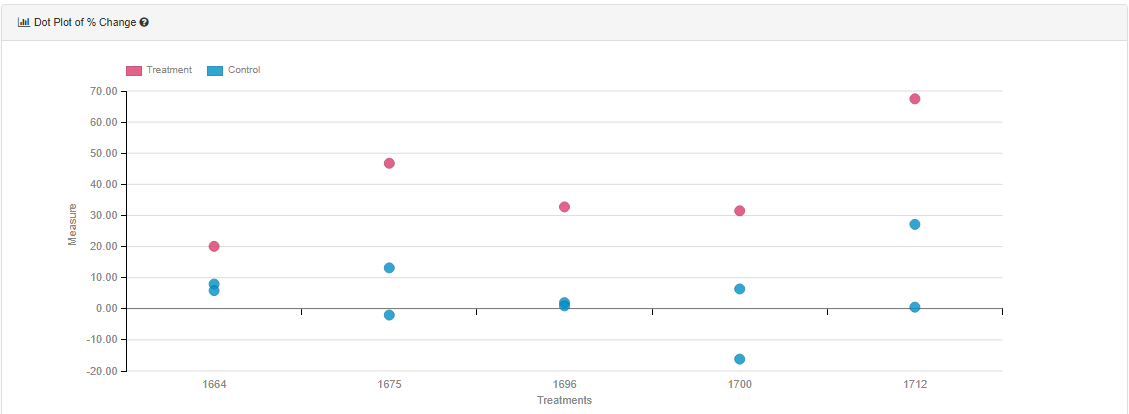 Dot Plot of % Change
Treatment Control
70.00
60.00
50.00
40.00
30.00
20.00
10.00
0.00
-10.00
-20.00
Measure
1664 1675 1696 1700 1712
Treatments